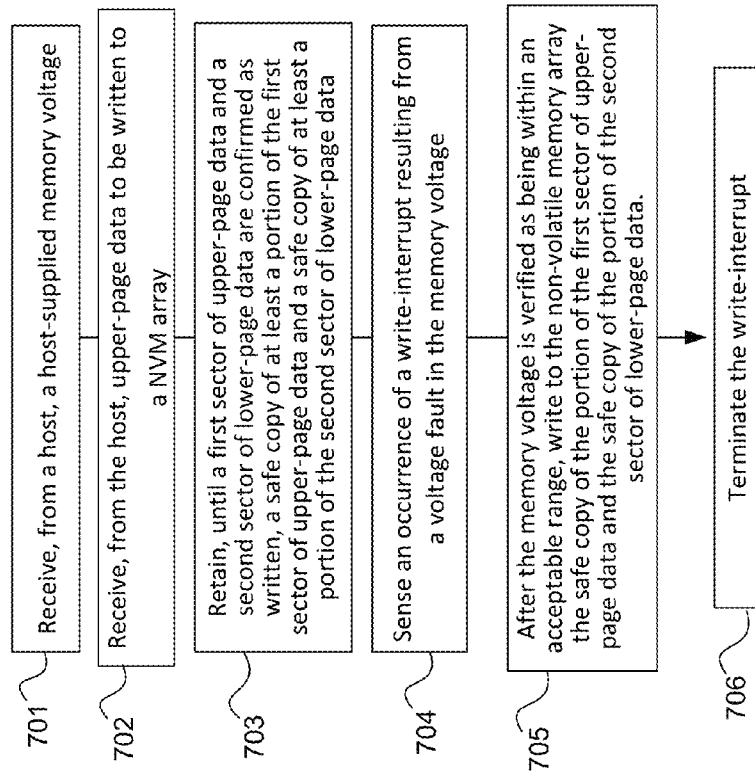 701
Receive, from a host, a host-supplied memory voltage
702
Receive, from the host, upper-page data to be written to
a NVM array
703
Retain, until a first sector of upper-page data and a
second sector of lower-page data are confirmed as
written, a safe copy of at least a portion of the first
sector of upper-page data and a safe copy of at least a
portion of the second sector of lower-page data
704
Sense an occurrence of a write-interrupt resulting from
a voltage fault in the memory voltage
705
After the memory voltage is verified as being within an
acceptable range, write to the non-volatile memory array
the safe copy of the portion of the first sector of upper-
page data and the safe copy of the portion of the second
sector of lower-page data.
706
Terminate the write-interrupt